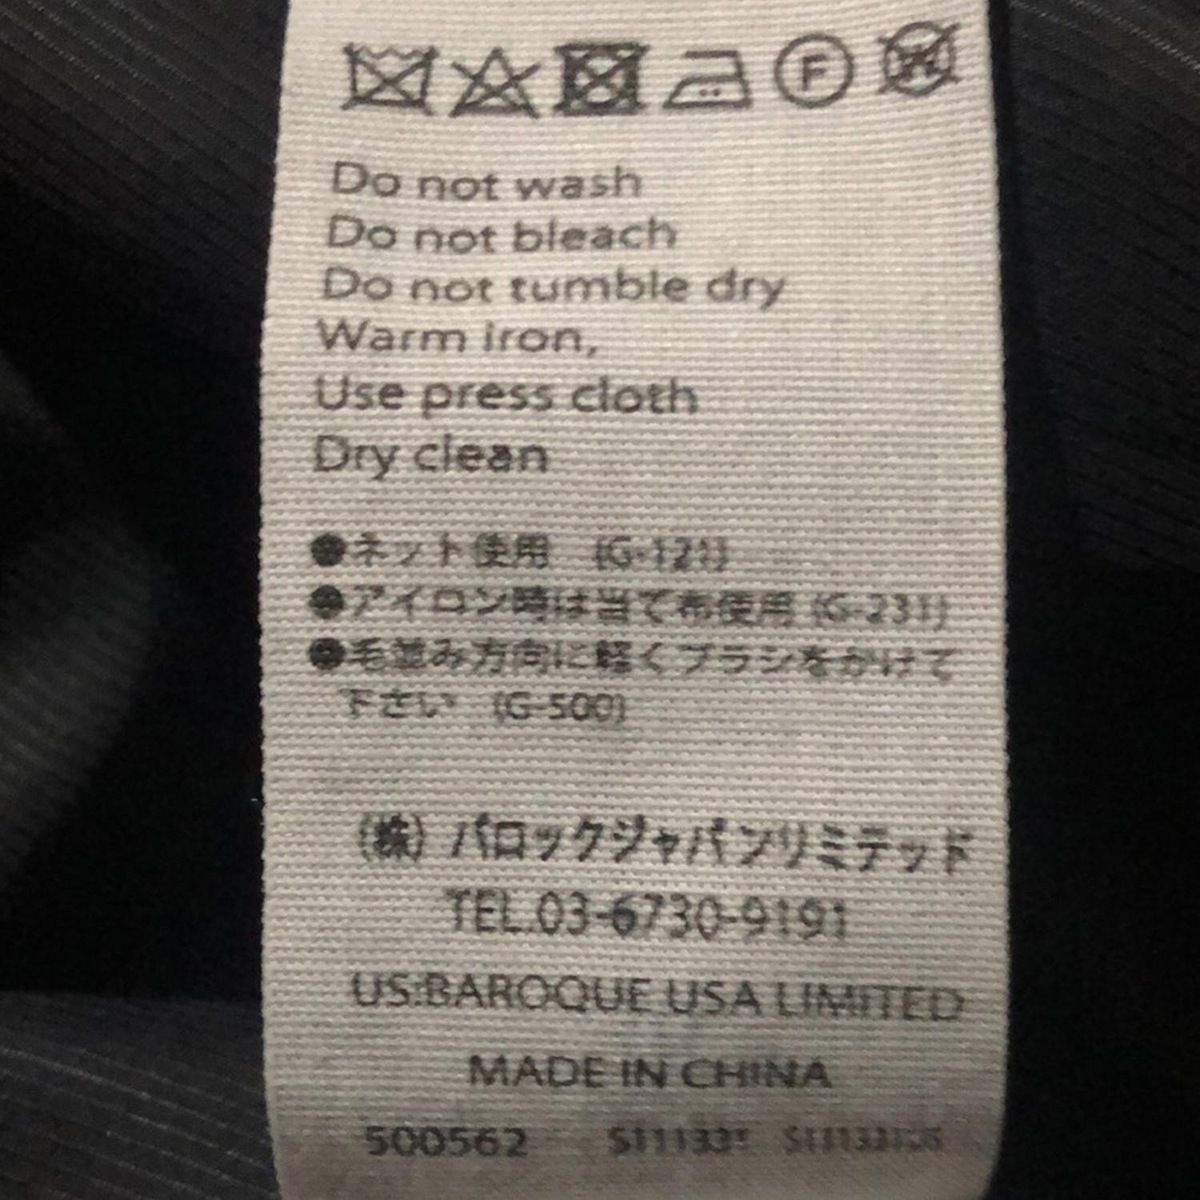 Do not wash
Do not bleach
Do not tumble dry
Warm iron,
Use press cloth
Dry clean
●ネット使用 (G-121)
●アイロン時は当て布使用 (G-231)
●毛並み方向に軽くブラシをかけて
下さい (G-500)
(株) バロックジャパンリミテッド
TEL.03-6730-9191
US:BAROQUE USA LIMITED
MADE IN CHINA
500562